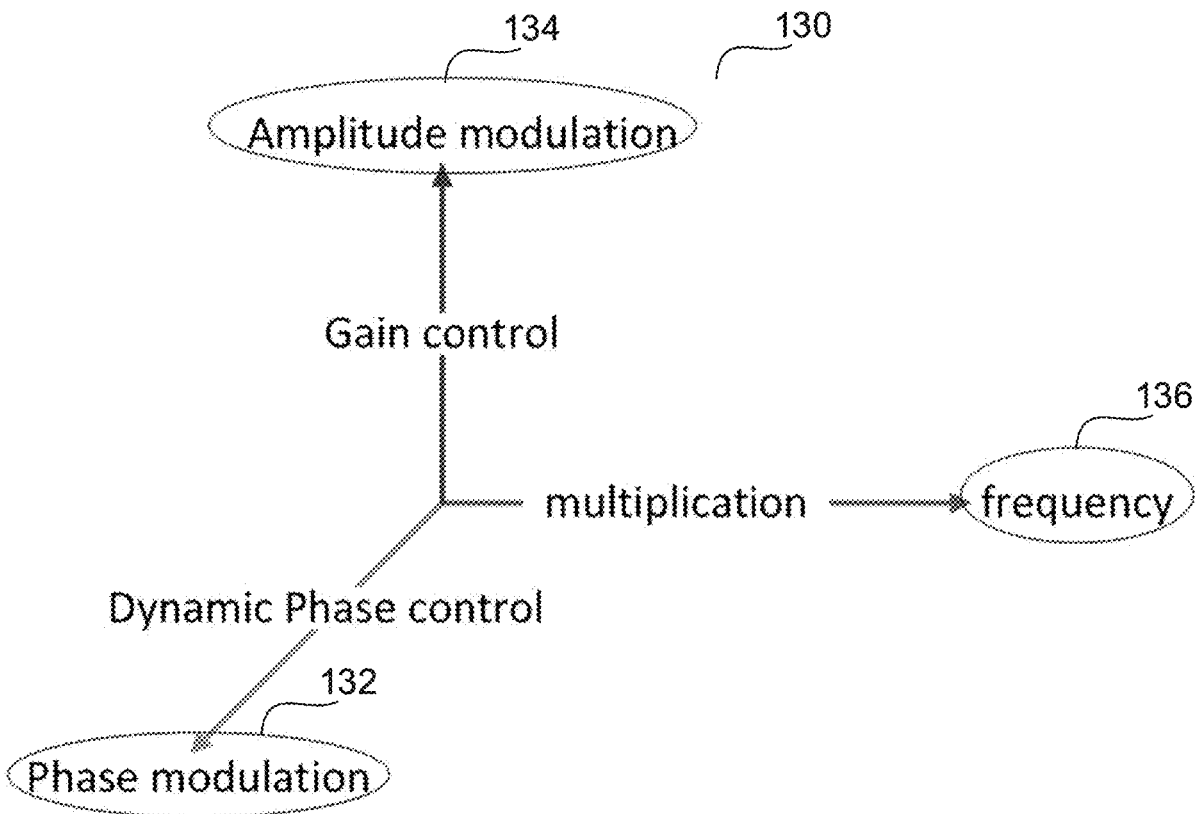 134
130
Amplitude modulation
Gain control
136
multiplication
frequency
Dynamic Phase control
132
Phase modulation